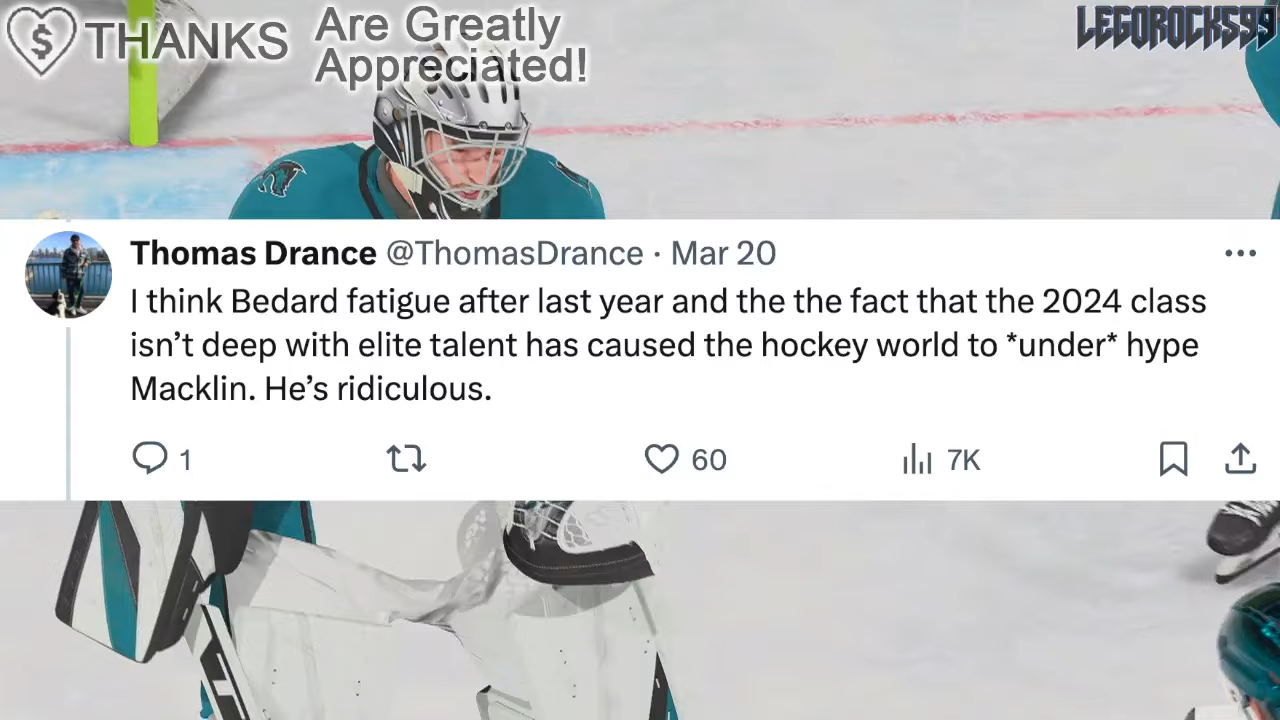 $ THANKS Are Greatly
Appreciated!
LEGOROCKS99
Thomas Drance @ThomasDrance · Mar 20
I think Bedard fatigue after last year and the the fact that the 2024 class
isn’t deep with elite talent has caused the hockey world to *under* hype
Macklin. He’s ridiculous.
1 60 7K